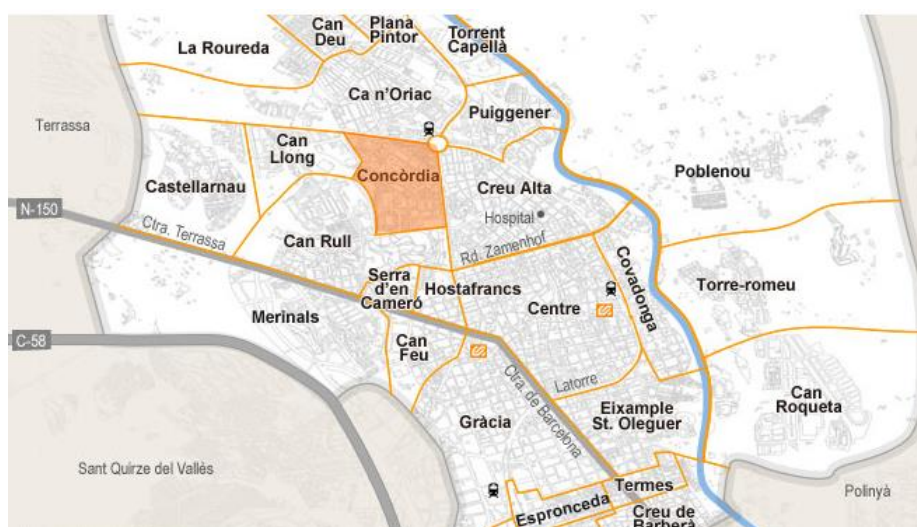 Can
Deu
Plana
Pintor
Torrent
Capellà
La Roureda
Ca n'Oriac
Puiggener
Terrassa
Can
Llong
Concòrdia
Castellarnau
Creu Alta
Poblenou
N-150
Ctra. Terrassa
Hospital
Can Rull
Rd. Zamenhof
Covadonga
Serra
d'en
Cameró
Hostafrancs
Torre-romeu
Merinals
Centre
C-58
Can
Feu
Ctra. de Barcelona
Latorre
Can
Roqueta
Gràcia
Eixample
St. Oleguer
Sant Quirze del Vallès
Termes
Polinyà
Espronceda
Creu de
Barberà